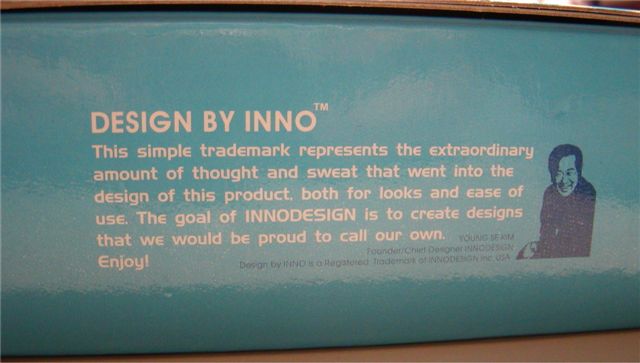 DESIGN BY INNO™
This simple trademark represents the extraordinary
amount of thought and sweat that went into the
design of this product, both for looks and ease of
use. The goal of INNODESIGN is to create designs
that we would be proud to call our own.
Enjoy!
YOUNG SE KIM
Founder/Chief Designer INNODESIGN
Design by INNO is a Registered Trademark of INNODESIGN Inc. USA